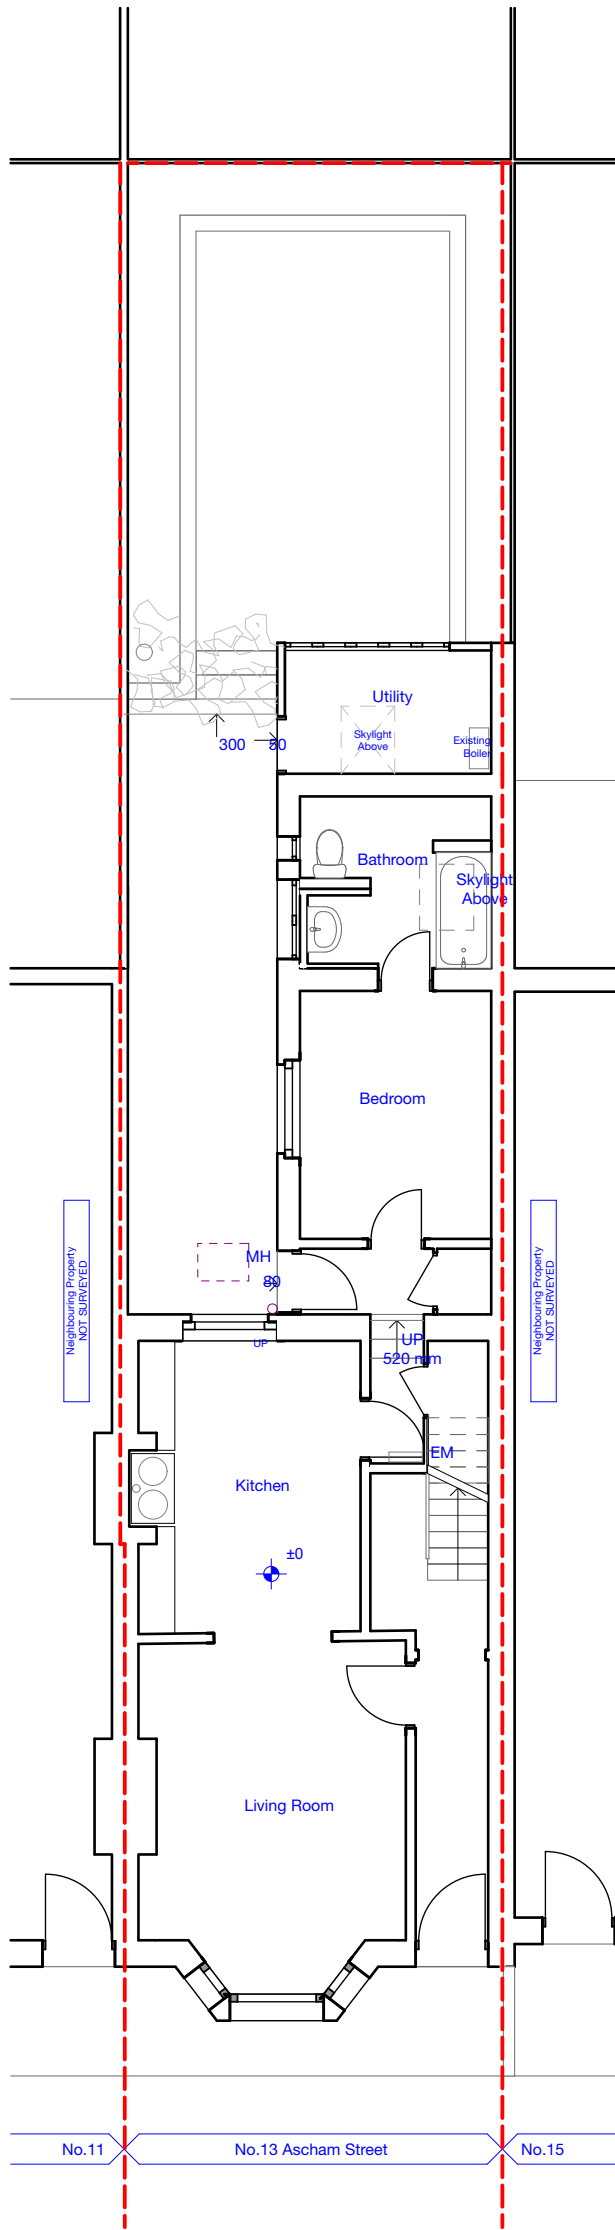 Utility
Skylight
Above
Existing
Boiler
300
50
Bathroom
Skylight
Above
Bedroom
Neighbouring Property
NOT SURVEYED
Neighbouring Property
NOT SURVEYED
MH
80
UP
UP
520 mm
EM
Kitchen
±0
Living Room
No.11
No.13 Ascham Street
No.15